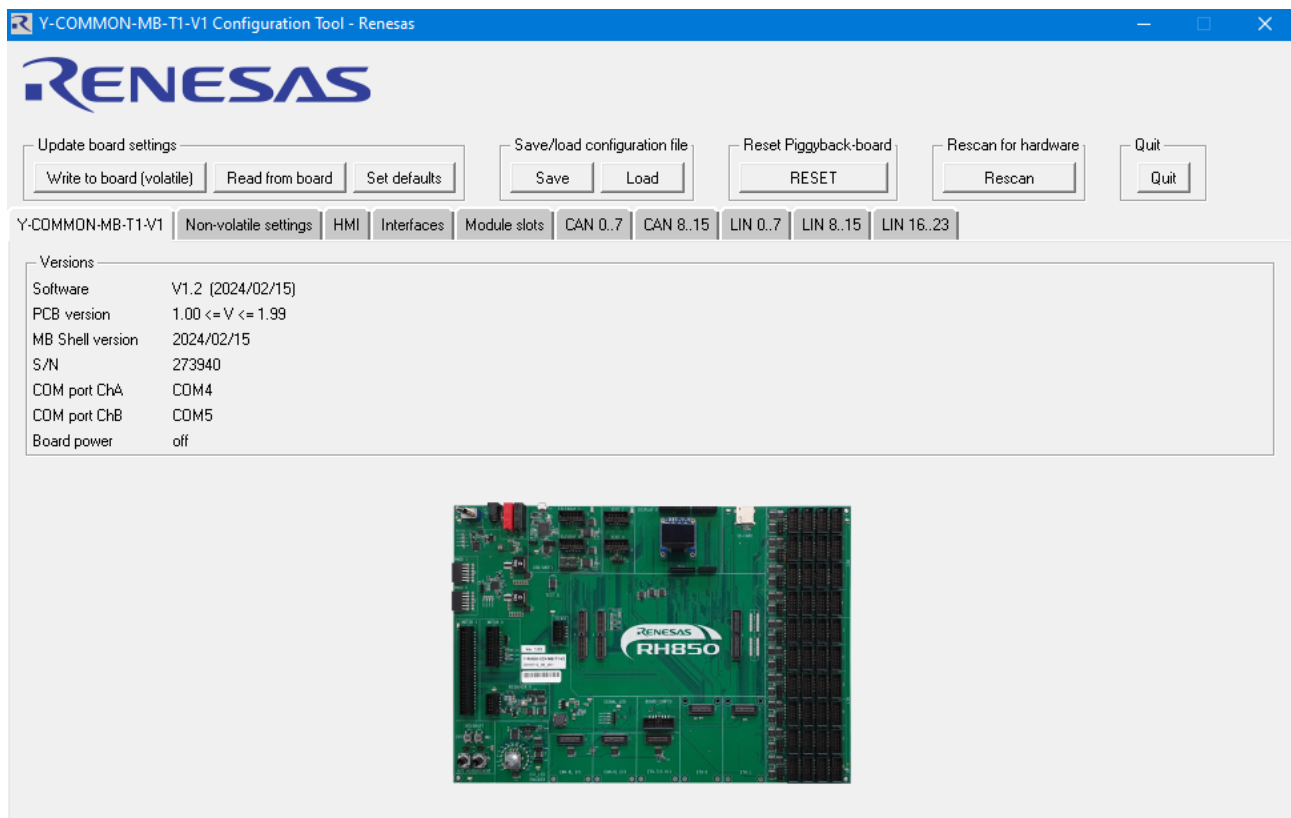 Y-COMMON-MB-T1-V1 Configuration Tool - Renesas
RENESAS
Update board settings
Save/load configuration file
Reset Piggyback-board
Rescan for hardware
Quit
Write to board (volatile)
Read from board
Set defaults
Save
Load
RESET
Rescan
Quit
Y-COMMON-MB-T1-V1
Non-volatile settings
HMI
Interfaces
Module slots
CAN 0..7
CAN 8..15
LIN 0..7
LIN 8..15
LIN 16..23
Versions
Software V1.2 (2024/02/15)
PCB version 1.00 <= V <= 1.99
MB Shell version 2024/02/15
S/N 273940
COM port ChA COM4
COM port ChB COM5
Board power off
RENESAS
RH850